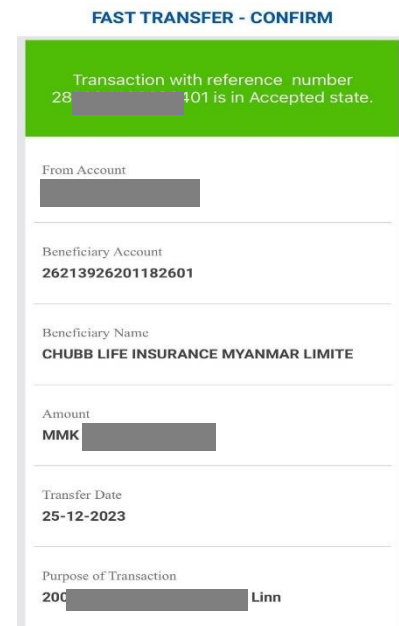 FAST TRANSFER - CONFIRM
Transaction with reference number
28 401 is in Accepted state.
From Account
Beneficiary Account
26213926201182601
Beneficiary Name
CHUBB LIFE INSURANCE MYANMAR LIMITE
Amount
MMK
Transfer Date
25-12-2023
Purpose of Transaction
200 Linn